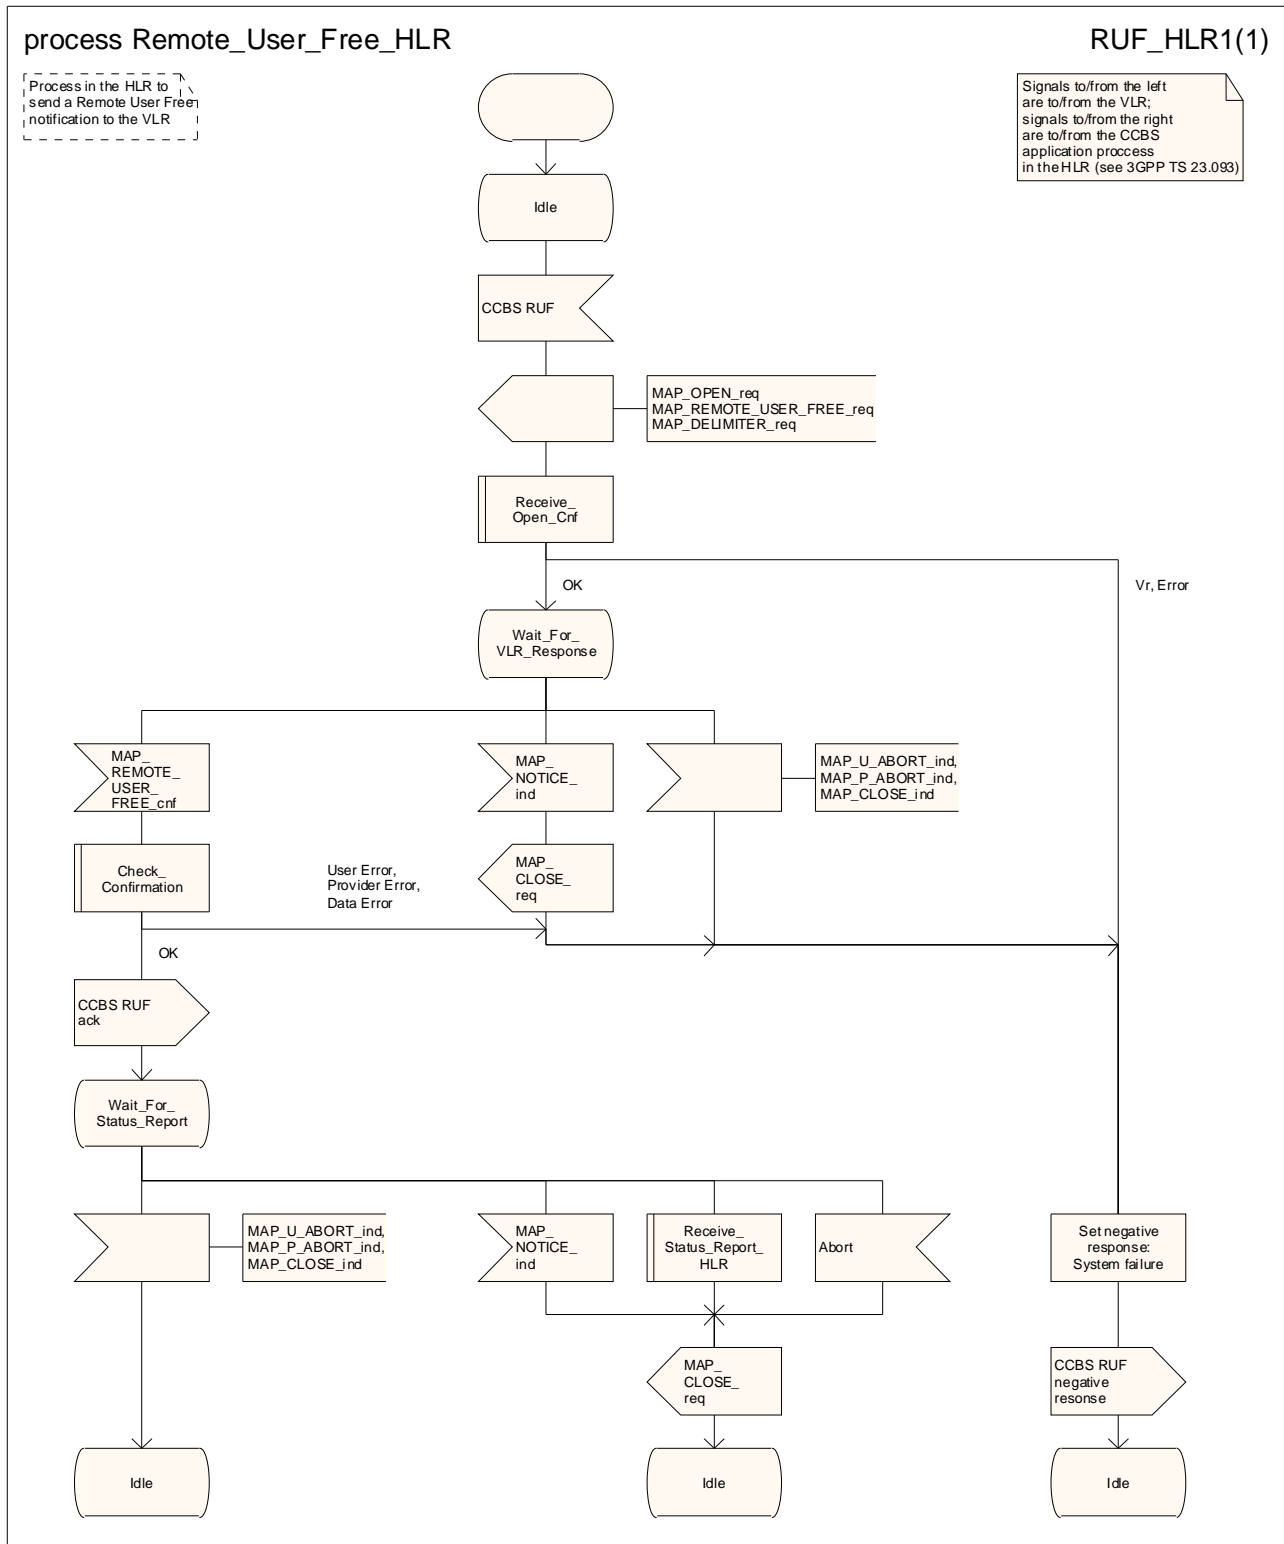 process Remote_User_Free_HLR
RUF_HLR1(1)
Process in the HLR to
send a Remote User Free
notification to the VLR
Signals to/from the left
are to/from the VLR;
signals to/from the right
are to/from the CCBS
application proccess
in the HLR (see 3GPP TS 23.093)
Idle
CCBS RUF
MAP_OPEN_req
MAP_REMOTE_USER_FREE_req
MAP_DELIMITER_req
Receive_
Open_Cnf
OK
Vr, Error
Wait_For_
VLR_Response
MAP_
REMOTE_
USER_
FREE_cnf
MAP_
NOTICE_
ind
MAP_U_ABORT_ind,
MAP_P_ABORT_ind,
MAP_CLOSE_ind
Check_
Confirmation
User Error,
Provider Error,
Data Error
MAP_
CLOSE_
req
OK
CCBS RUF
ack
Wait_For_
Status_Report
MAP_U_ABORT_ind,
MAP_P_ABORT_ind,
MAP_CLOSE_ind
MAP_
NOTICE_
ind
Receive_
Status_Report_
HLR
Abort
Set negative
response:
System failure
MAP_
CLOSE_
req
CCBS RUF
negative
resonse
Idle
Idle
Idle